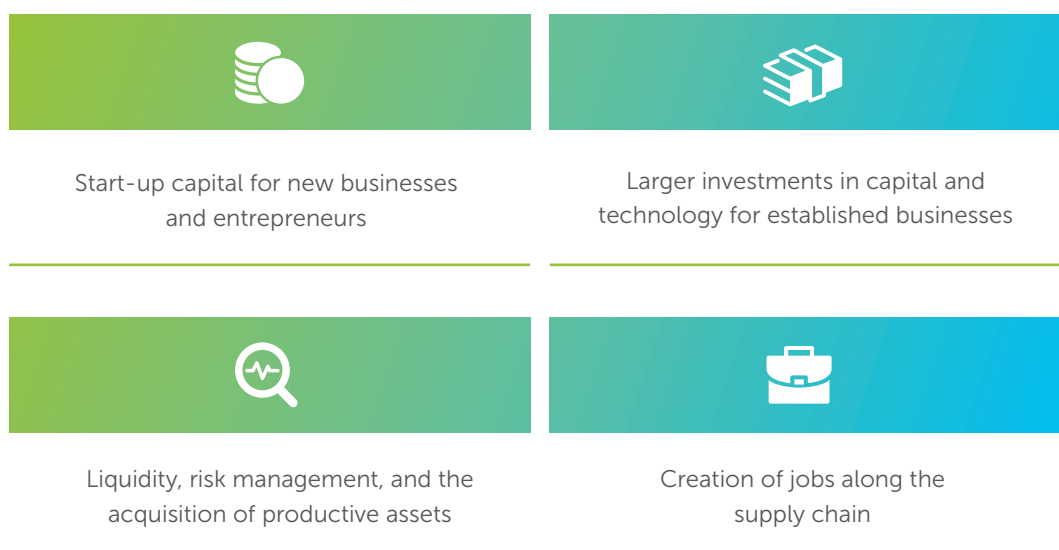 Start-up capital for new businesses
and entrepreneurs
Larger investments in capital and
technology for established businesses
Liquidity, risk management, and the
acquisition of productive assets
Creation of jobs along the
supply chain